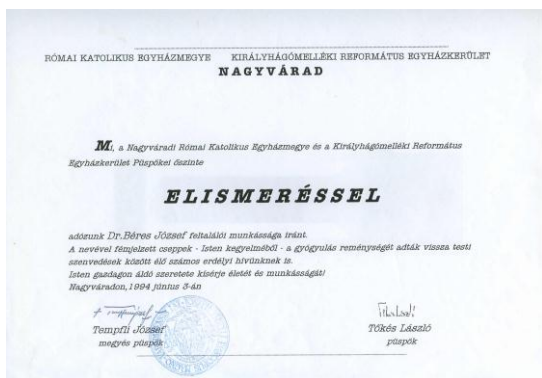 RÓMAI KATOLIKUS EGYHÁZMEGYE KIRÁLYHÁGÓMELLÉKI REFORMÁTUS EGYHÁZKERÜLET
NAGYVÁRAD
Mi, a Nagyváradi Római Katolikus Egyházmegye és a Királyhágómelléki Református
Egyházkerület Püspökei őszinte
ELISMERÉSSEL
adózunk Dr.Béres József feltalálói munkássága iránt.
A nevével fémjelzett cseppek - Isten kegyelméből - a gyógyulás reménységét adták vissza testi
szenvedések között élő számos erdélyi hívünknek is.
Isten gazdagon áldó szeretete kísérje életét és munkásságát!
Nagyváradon,1994 június 3-án
Tempfli József Tőkés László
megyés püspök püspök